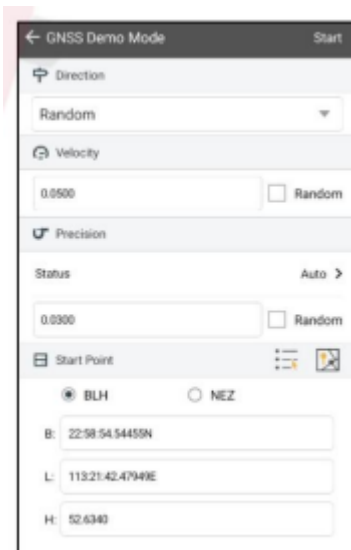 GNSS Demo Mode Start
Direction
Random
Velocity
0.0500 Random
Precision
Status Auto
0.0300 Random
Start Point
BLH NEZ
B: 22:58:54.54455N
L: 113:21:42.47949E
H: 52.6340